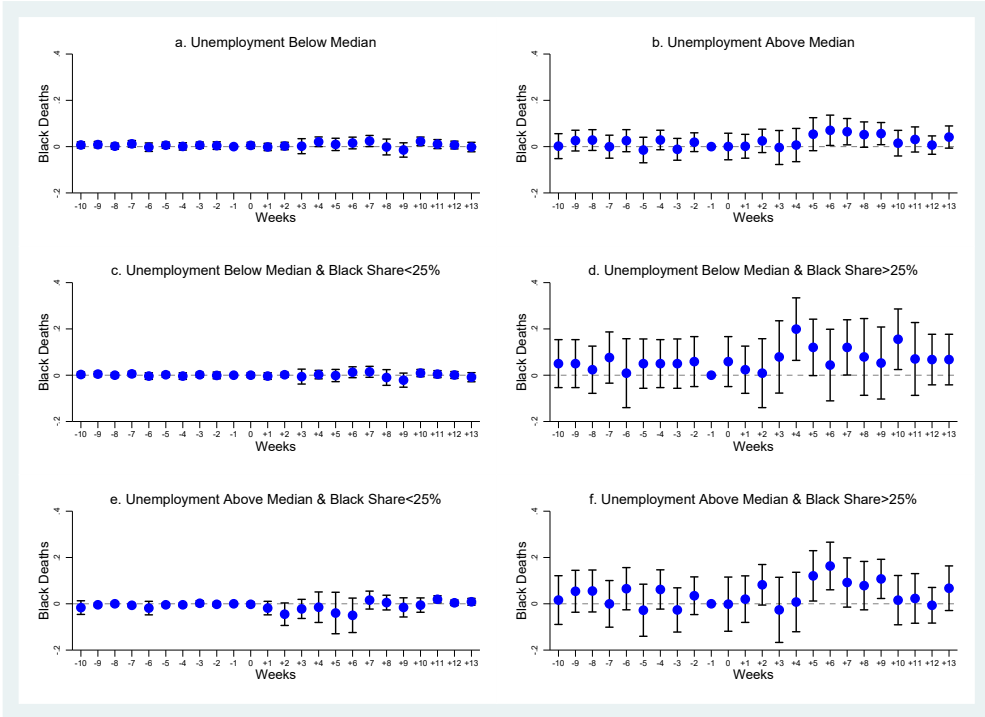 a. Unemployment Below Median
Black Deaths
.4
.2
0
-.2
-10 -9 -8 -7 -6 -5 -4 -3 -2 -1 0 +1 +2 +3 +4 +5 +6 +7 +8 +9 +10 +11 +12 +13
Weeks
b. Unemployment Above Median
Black Deaths
.4
.2
0
-.2
-10 -9 -8 -7 -6 -5 -4 -3 -2 -1 0 +1 +2 +3 +4 +5 +6 +7 +8 +9 +10 +11 +12 +13
Weeks
c. Unemployment Below Median & Black Share<25%
Black Deaths
.4
.2
0
-.2
-10 -9 -8 -7 -6 -5 -4 -3 -2 -1 0 +1 +2 +3 +4 +5 +6 +7 +8 +9 +10 +11 +12 +13
Weeks
d. Unemployment Below Median & Black Share>25%
Black Deaths
.4
.2
0
-.2
-10 -9 -8 -7 -6 -5 -4 -3 -2 -1 0 +1 +2 +3 +4 +5 +6 +7 +8 +9 +10 +11 +12 +13
Weeks
e. Unemployment Above Median & Black Share<25%
Black Deaths
.4
.2
0
-.2
-10 -9 -8 -7 -6 -5 -4 -3 -2 -1 0 +1 +2 +3 +4 +5 +6 +7 +8 +9 +10 +11 +12 +13
Weeks
f. Unemployment Above Median & Black Share>25%
Black Deaths
.4
.2
0
-.2
-10 -9 -8 -7 -6 -5 -4 -3 -2 -1 0 +1 +2 +3 +4 +5 +6 +7 +8 +9 +10 +11 +12 +13
Weeks